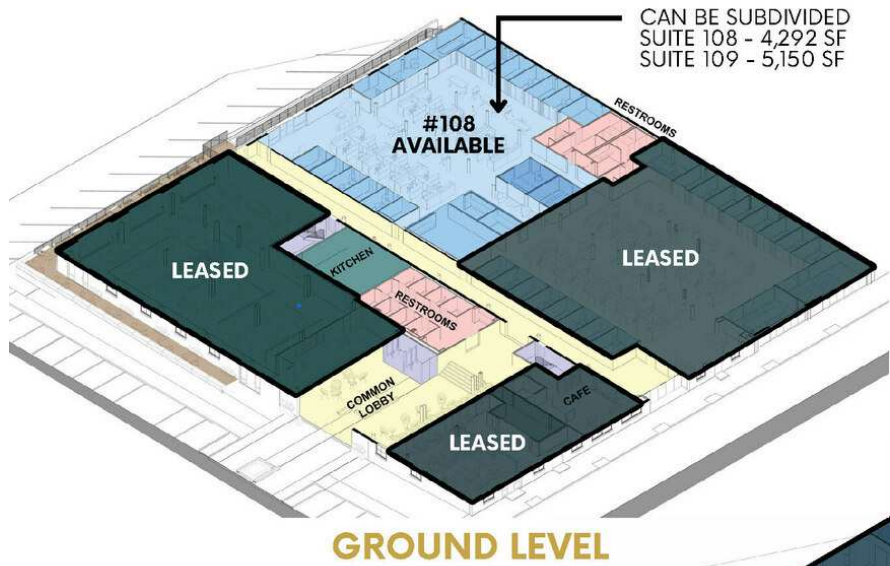 CAN BE SUBDIVIDED
SUITE 108 - 4,292 SF
SUITE 109 - 5,150 SF
RESTROOMS
#108
AVAILABLE
LEASED
KITCHEN
LEASED
RESTROOMS
COMMON
LOBBY
CAFE
LEASED
GROUND LEVEL